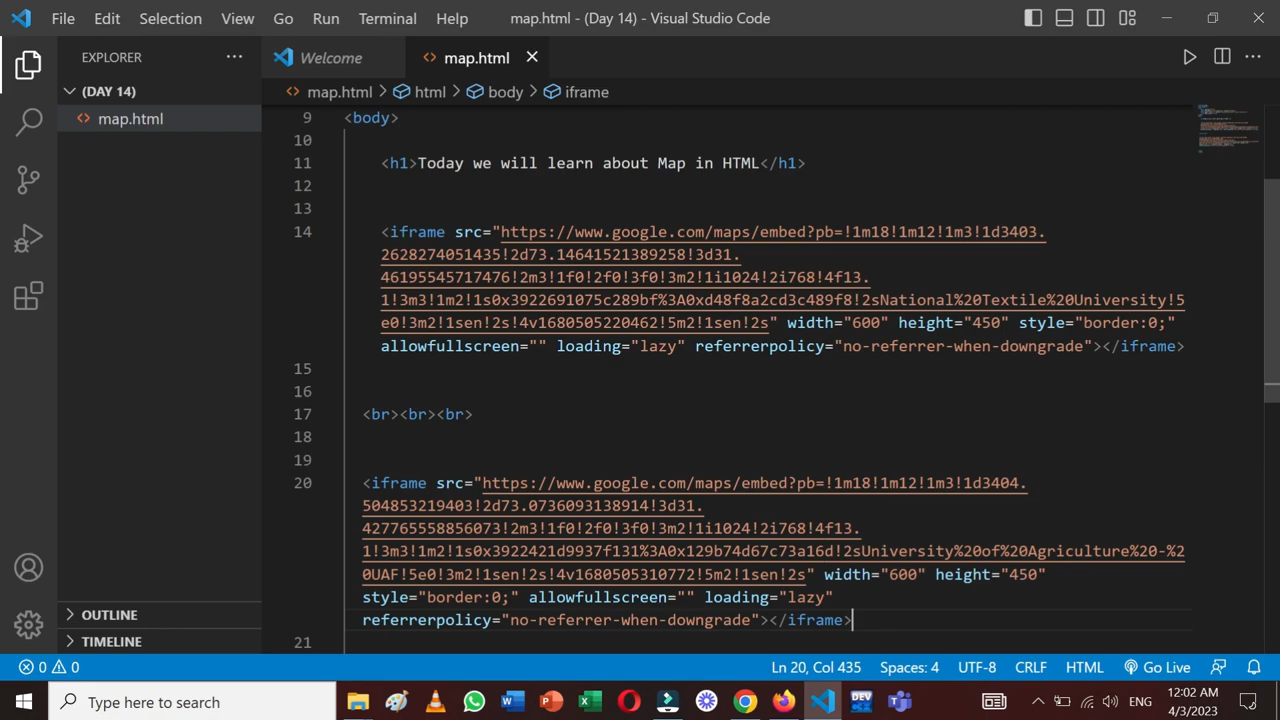 File Edit Selection View Go Run Terminal Help map.html - (Day 14) - Visual Studio Code
EXPLORER
Welcome
map.html
(DAY 14)
map.html
map.html > html > body > iframe
9 <body>
10
11 <h1>Today we will learn about Map in HTML</h1>
12
13
14 <iframe src="https://www.google.com/maps/embed?pb=!1m18!1m12!1m3!1d3403.
2628274051435!2d73.14641521389258!3d31.
46195545717476!2m3!1f0!2f0!3f0!3m2!1i1024!2i768!4f13.
1!3m3!1m2!1s0x3922691075c289bf%3A0xd48f8a2cd3c489f8!2sNational%20Textile%20University!5
e0!3m2!1sen!2s!4v1680505220462!5m2!1sen!2s" width="600" height="450" style="border:0;"
allowfullscreen="" loading="lazy" referrerpolicy="no-referrer-when-downgrade"></iframe>
15
16
17 <br><br><br>
18
19
20 <iframe src="https://www.google.com/maps/embed?pb=!1m18!1m12!1m3!1d3404.
504853219403!2d73.0736093138914!3d31.
427765558856073!2m3!1f0!2f0!3f0!3m2!1i1024!2i768!4f13.
1!3m3!1m2!1s0x3922421d9937f131%3A0x129b74d67c73a16d!2sUniversity%20of%20Agriculture%20-%2
0UAF!5e0!3m2!1sen!2s!4v1680505310772!5m2!1sen!2s" width="600" height="450"
style="border:0;" allowfullscreen="" loading="lazy"
referrerpolicy="no-referrer-when-downgrade"></iframe>
21
OUTLINE
TIMELINE
0 0 Ln 20, Col 435 Spaces: 4 UTF-8 CRLF HTML Go Live
Type here to search
DEV
ENG
12:02 AM
4/3/2023